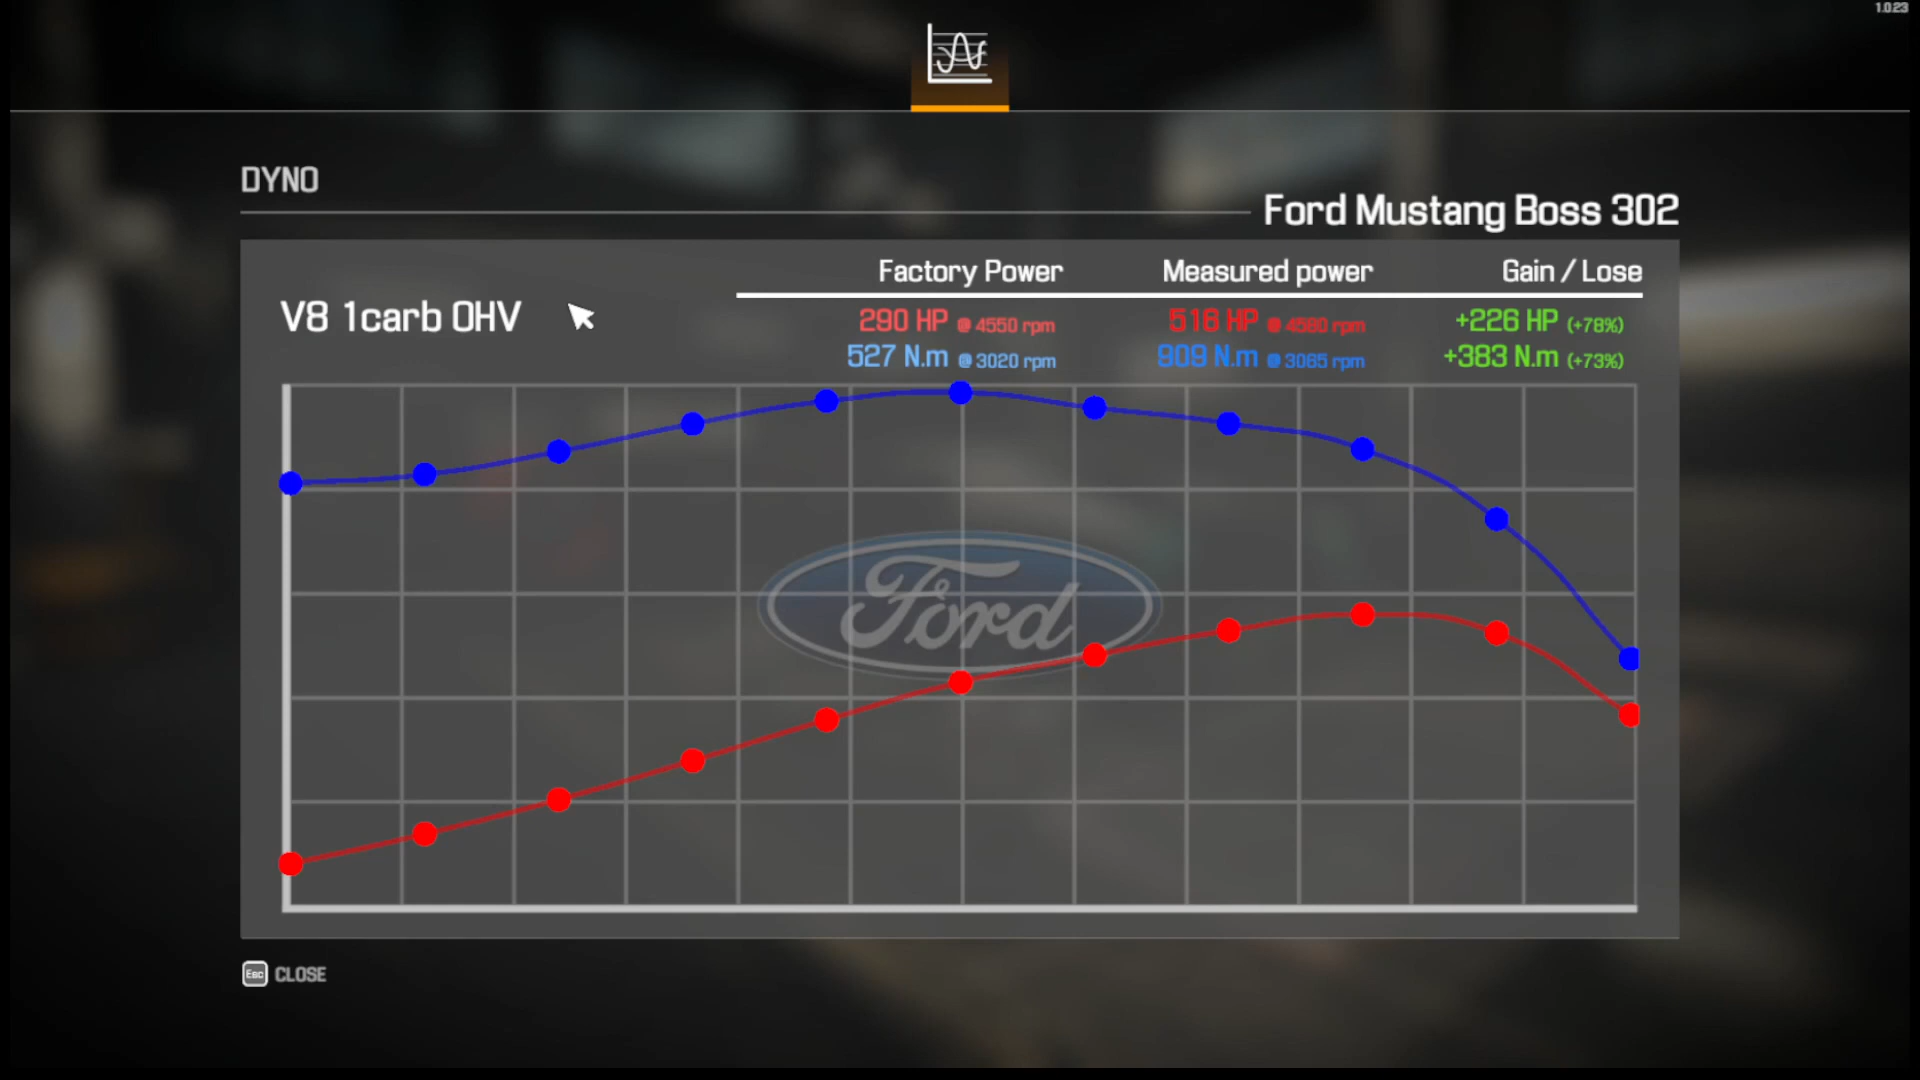 1.0.23
DYNO
Ford Mustang Boss 302
Factory Power Measured power Gain / Lose
V8 1carb OHV
290 HP @ 4550 rpm 516 HP @ 4580 rpm +226 HP (+78%)
527 N.m @ 3020 rpm 909 N.m @ 3065 rpm +383 N.m (+73%)
Ford
Esc CLOSE